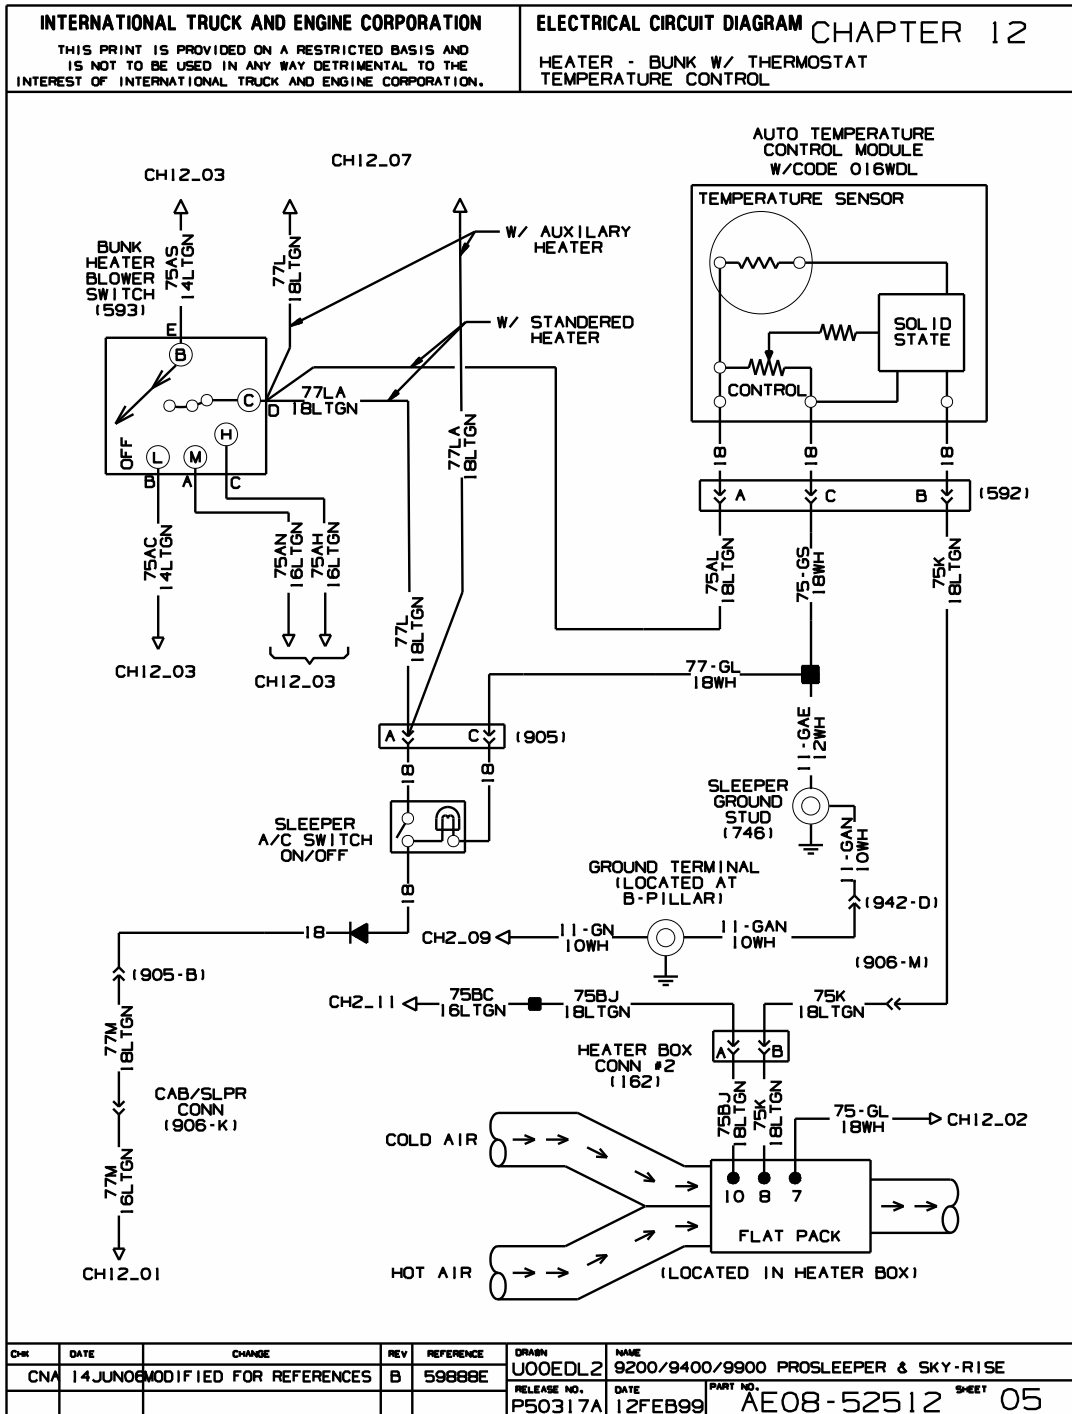 INTERNATIONAL TRUCK AND ENGINE CORPORATION
THIS PRINT IS PROVIDED ON A RESTRICTED BASIS AND
IS NOT TO BE USED IN ANY WAY DETRIMENTAL TO THE
INTEREST OF INTERNATIONAL TRUCK AND ENGINE CORPORATION.
ELECTRICAL CIRCUIT DIAGRAM CHAPTER 12
HEATER - BUNK W/ THERMOSTAT
TEMPERATURE CONTROL
CH12_03
CH12_07
AUTO TEMPERATURE
CONTROL MODULE
W/CODE 016WDL
TEMPERATURE SENSOR
SOLID
STATE
CONTROL
BUNK
HEATER
BLOWER
SWITCH
(593)
75AS
14LTGN
77L
18LTGN
W/ AUXILARY
HEATER
W/ STANDERED
HEATER
E
B
C
D
H
L
M
OFF
B
A
C
77LA
18LTGN
77LA
18LTGN
18
18
18
A
C
B
(592)
75AC
14LTGN
75AN
16LTGN
75AH
16LTGN
75AL
18LTGN
75-GS
18WH
75K
18LTGN
77L
18LTGN
CH12_03
CH12_03
77-GL
18WH
A
C
(905)
18
18
11-GAE
12WH
SLEEPER
GROUND
STUD
(746)
11-GAN
10WH
SLEEPER
A/C SWITCH
ON/OFF
18
GROUND TERMINAL
(LOCATED AT
B-PILLAR)
(942-D)
18
CH2_09
11-GN
10WH
11-GAN
10WH
(906-M)
(905-B)
CH2_11
75BC
16LTGN
75BJ
18LTGN
75K
18LTGN
77M
18LTGN
HEATER BOX
CONN #2
(162)
A
B
CAB/SLPR
CONN
(906-K)
75BJ
18LTGN
75K
18LTGN
75-GL
18WH
CH12_02
COLD AIR
77M
16LTGN
10
8
7
FLAT PACK
CH12_01
HOT AIR
(LOCATED IN HEATER BOX)
CHK
DATE
CHANGE
REV
REFERENCE
DRAWN
NAME
CNA
14JUN06
MODIFIED FOR REFERENCES
B
59888E
U00EDL2
9200/9400/9900 PROSLEEPER & SKY-RISE
RELEASE NO.
DATE
PART NO.
SHEET
P50317A
12FEB99
AE08-52512
05